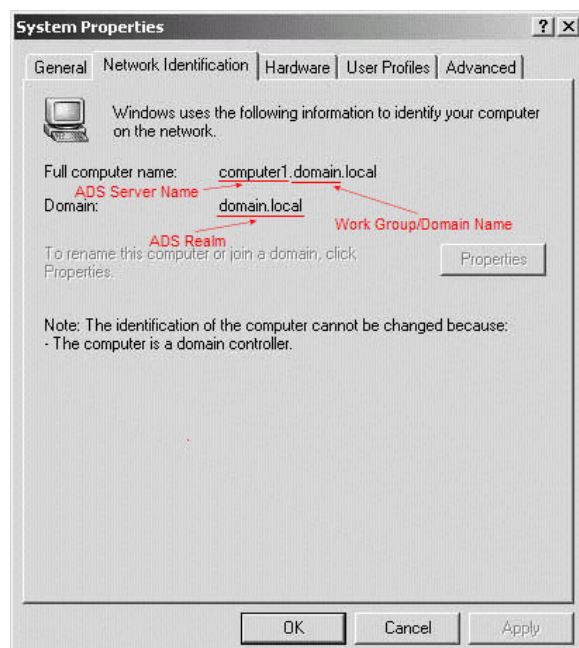 System Properties
? X
General Network Identification Hardware User Profiles Advanced
Windows uses the following information to identify your computer
on the network.
Full computer name: computer1.domain.local
ADS Server Name
Domain: domain.local
Work Group/Domain Name
ADS Realm
To rename this computer or join a domain, click
Properties.
Properties
Note: The identification of the computer cannot be changed because:
- The computer is a domain controller.
OK Cancel Apply